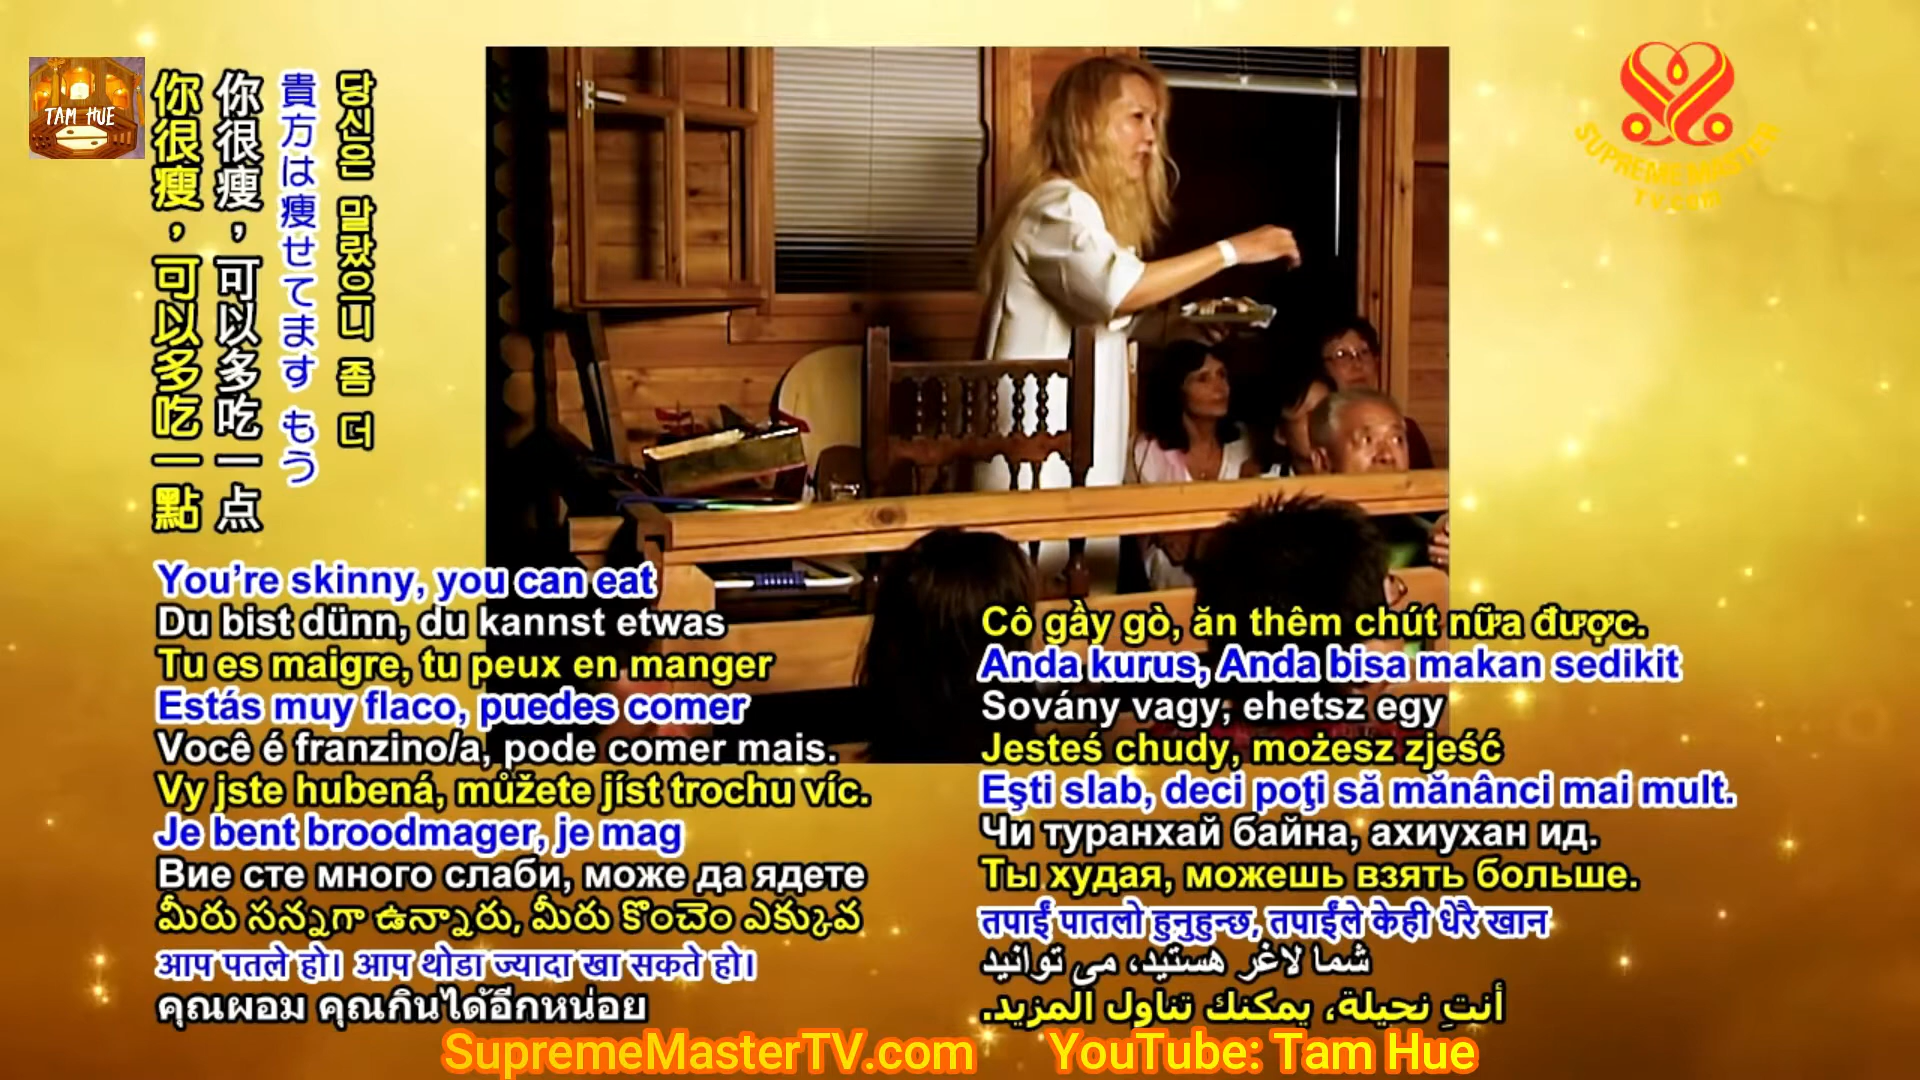 TAM HUE
你很瘦，可以多吃一點
你很瘦，可以多吃一点
貴方は痩せてます もう
당신은 말랐으니 좀 더
SUPREME MASTER
TV.com
You’re skinny, you can eat
Du bist dünn, du kannst etwas
Tu es maigre, tu peux en manger
Estás muy flaco, puedes comer
Você é franzino/a, pode comer mais.
Vy jste hubená, můžete jíst trochu víc.
Je bent broodmager, je mag
Вие сте много слаби, може да ядете
మీరు సన్నగా ఉన్నారు, మీరు కొంచెం ఎక్కువ
आप पतले हो। आप थोडा ज्यादा खा सकते हो।
คุณผอม คุณกินได้อีกหน่อย
Cô gầy gò, ăn thêm chút nữa được.
Anda kurus, Anda bisa makan sedikit
Sovány vagy, ehetsz egy
Jesteś chudy, możesz zjeść
Eşti slab, deci poţi să mănânci mai mult.
Чи туранхай байна, ахиухан ид.
Ты худая, можешь взять больше.
तपाईं पातलो हुनुहुन्छ, तपाईंले केही धेरै खान
شما لاغر هستید، می توانید
أنتِ نحيلة، يمكنك تناول المزيد.
SupremeMasterTV.com YouTube: Tam Hue